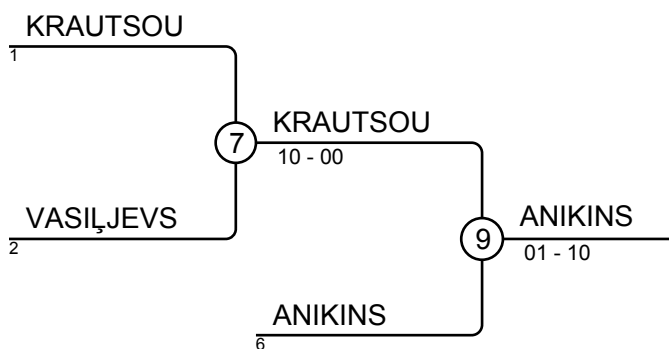 KRAUTSOU
1
7
KRAUTSOU
10 - 00
VASIĻJEVS
2
9
ANIKINS
01 - 10
ANIKINS
6